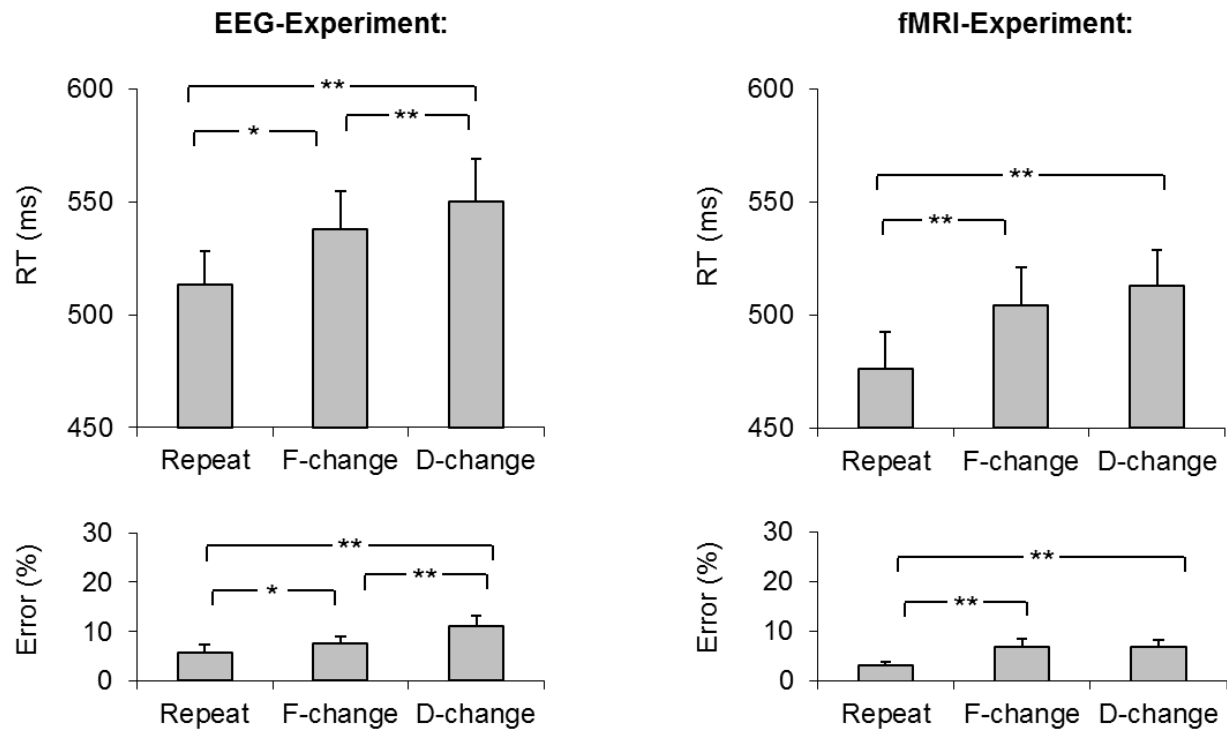 EEG-Experiment:
RT (ms)
600
550
500
450
**
*
**
Repeat F-change D-change
Error (%)
30
20
10
0
**
*
**
Repeat F-change D-change
fMRI-Experiment:
RT (ms)
600
550
500
450
**
**
Repeat F-change D-change
Error (%)
30
20
10
0
**
**
Repeat F-change D-change